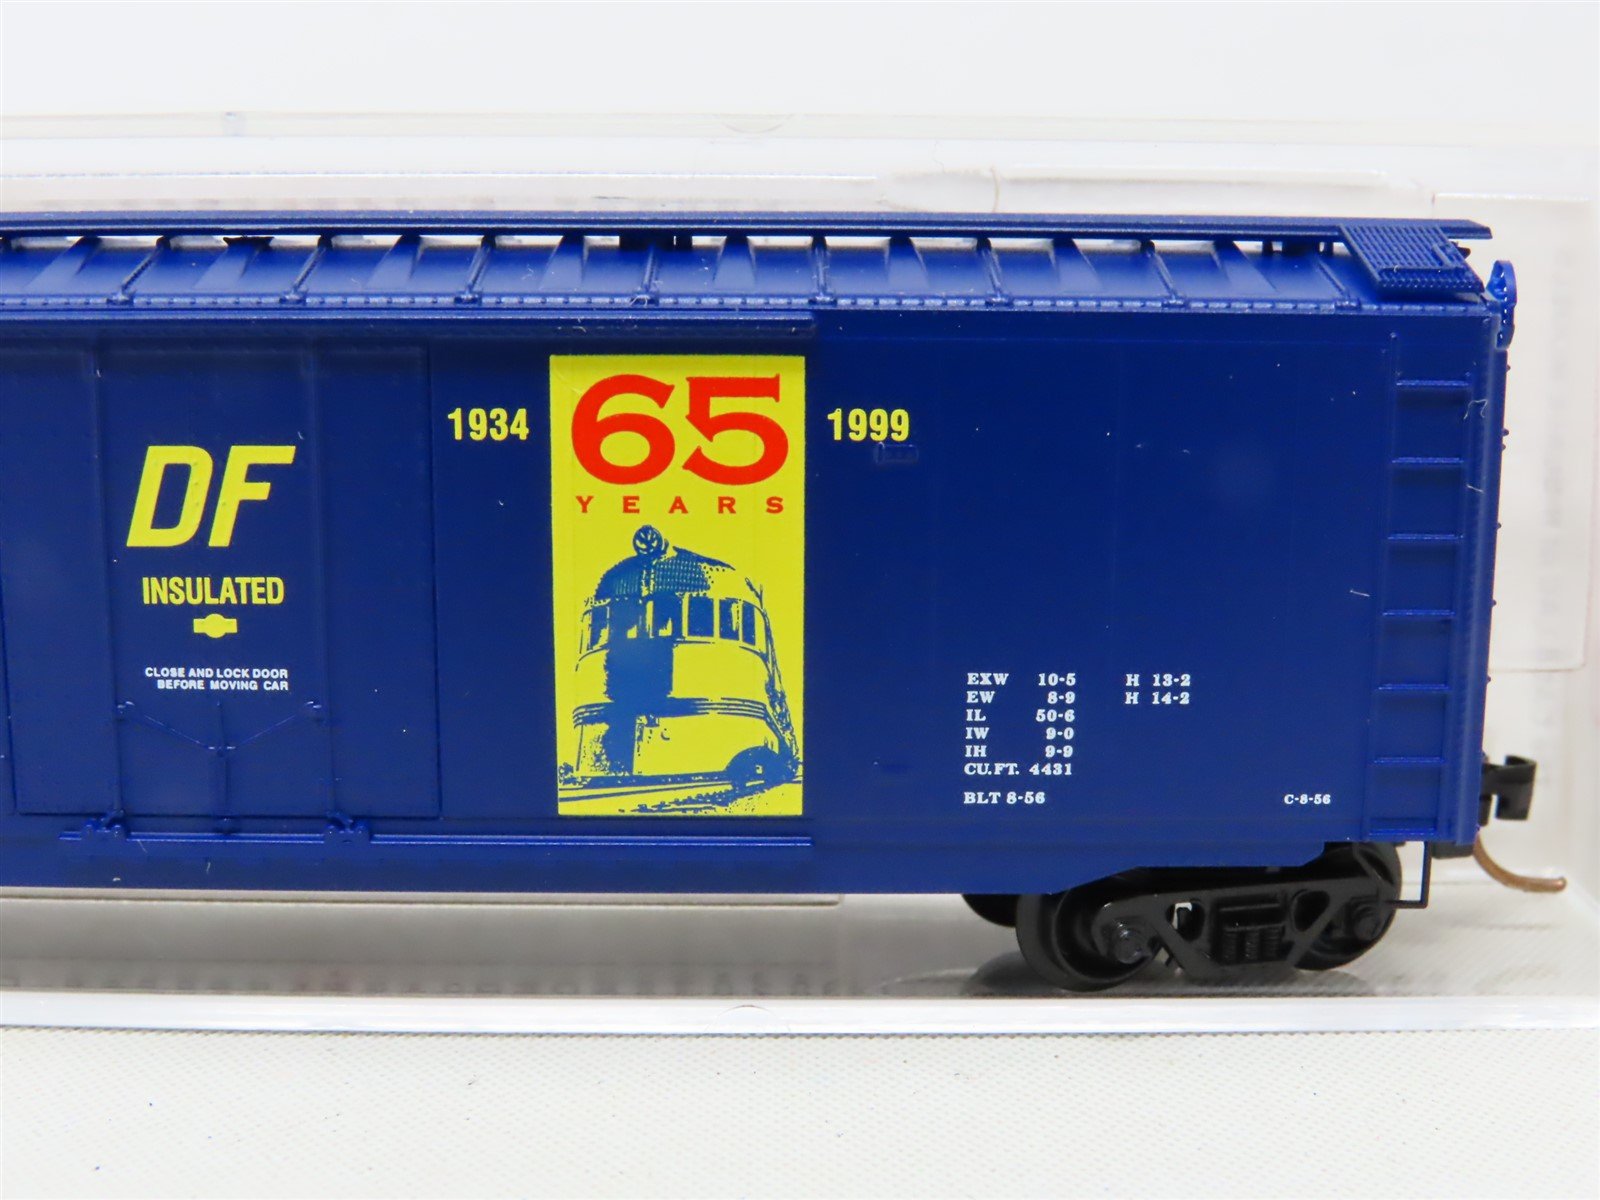 DF
INSULATED
CLOSE AND LOCK DOOR
BEFORE MOVING CAR
1934
65
YEARS
1999
EXW 10-5 H 13-2
EW 8-9 H 14-2
IL 50-6
IW 9-0
IH 9-9
CU.FT. 4431
BLT 8-56
C-8-56